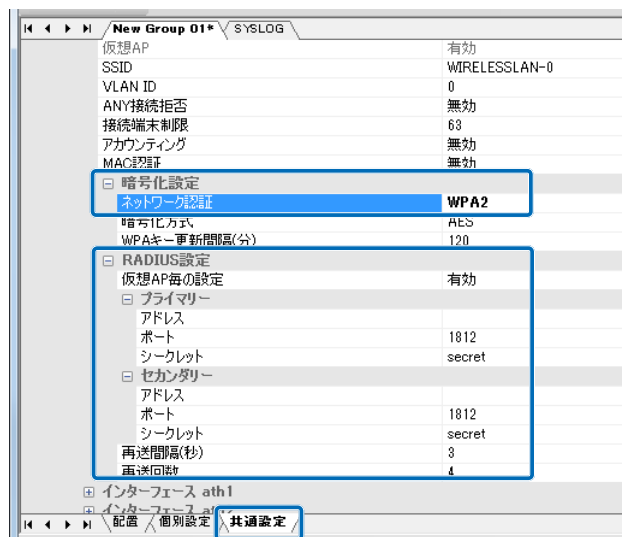 New Group 01* SYSLOG
仮想AP 有効
SSID WIRELESSLAN-0
VLAN ID 0
ANY接続拒否 無効
接続端末制限 63
アカウンティング 無効
MAC認証 無効
暗号化設定
ネットワーク認証 WPA2
暗号化方式 AES
WPAキー更新間隔(分) 120
RADIUS設定
仮想AP毎の設定 有効
プライマリー
アドレス
ポート 1812
シークレット secret
セカンダリー
アドレス
ポート 1812
シークレット secret
再送間隔(秒) 3
再送回数 4
インターフェース ath1
インターフェース
配置 個別設定 共通設定